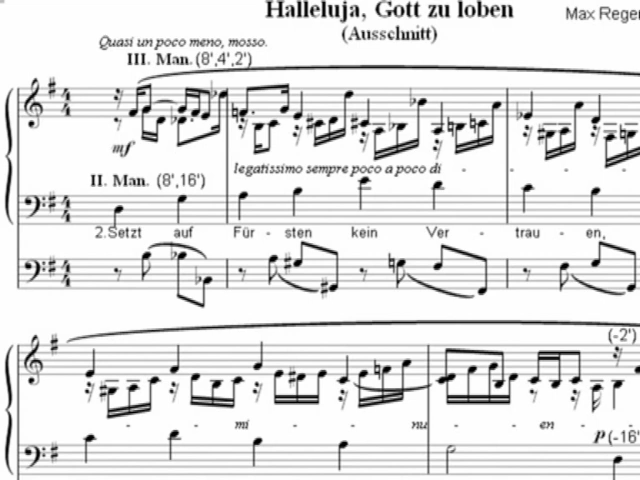 Halleluja, Gott zu loben
(Ausschnitt)
Max Reger
Quasi un poco meno, mosso.
III. Man. (8',4',2')
mf
legatissimo sempre poco a poco di -   -   -   -
II. Man. (8',16')
2.Setzt auf Für - sten kein Ver - trau - en,
(-2')
-   -   mi   -   -   nu   -   -   en   -
p (-16'